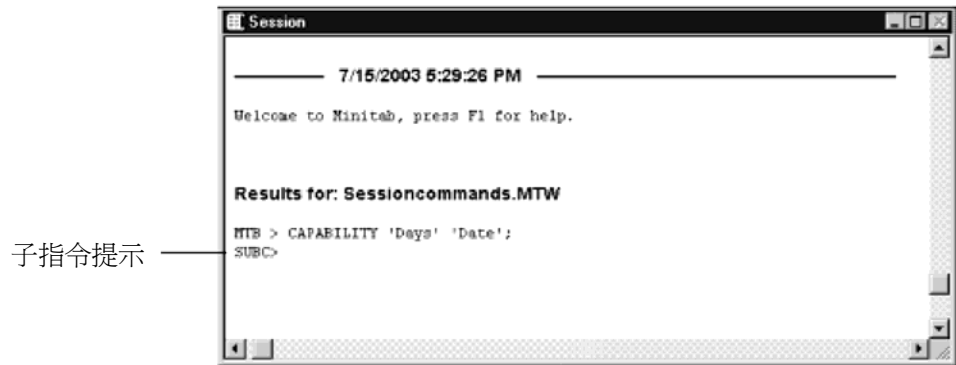 Session
7/15/2003 5:29:26 PM
Welcome to Minitab, press F1 for help.
Results for: Sessioncommands.MTW
MTB > CAPABILITY 'Days' 'Date';
子指令提示
SUBC>